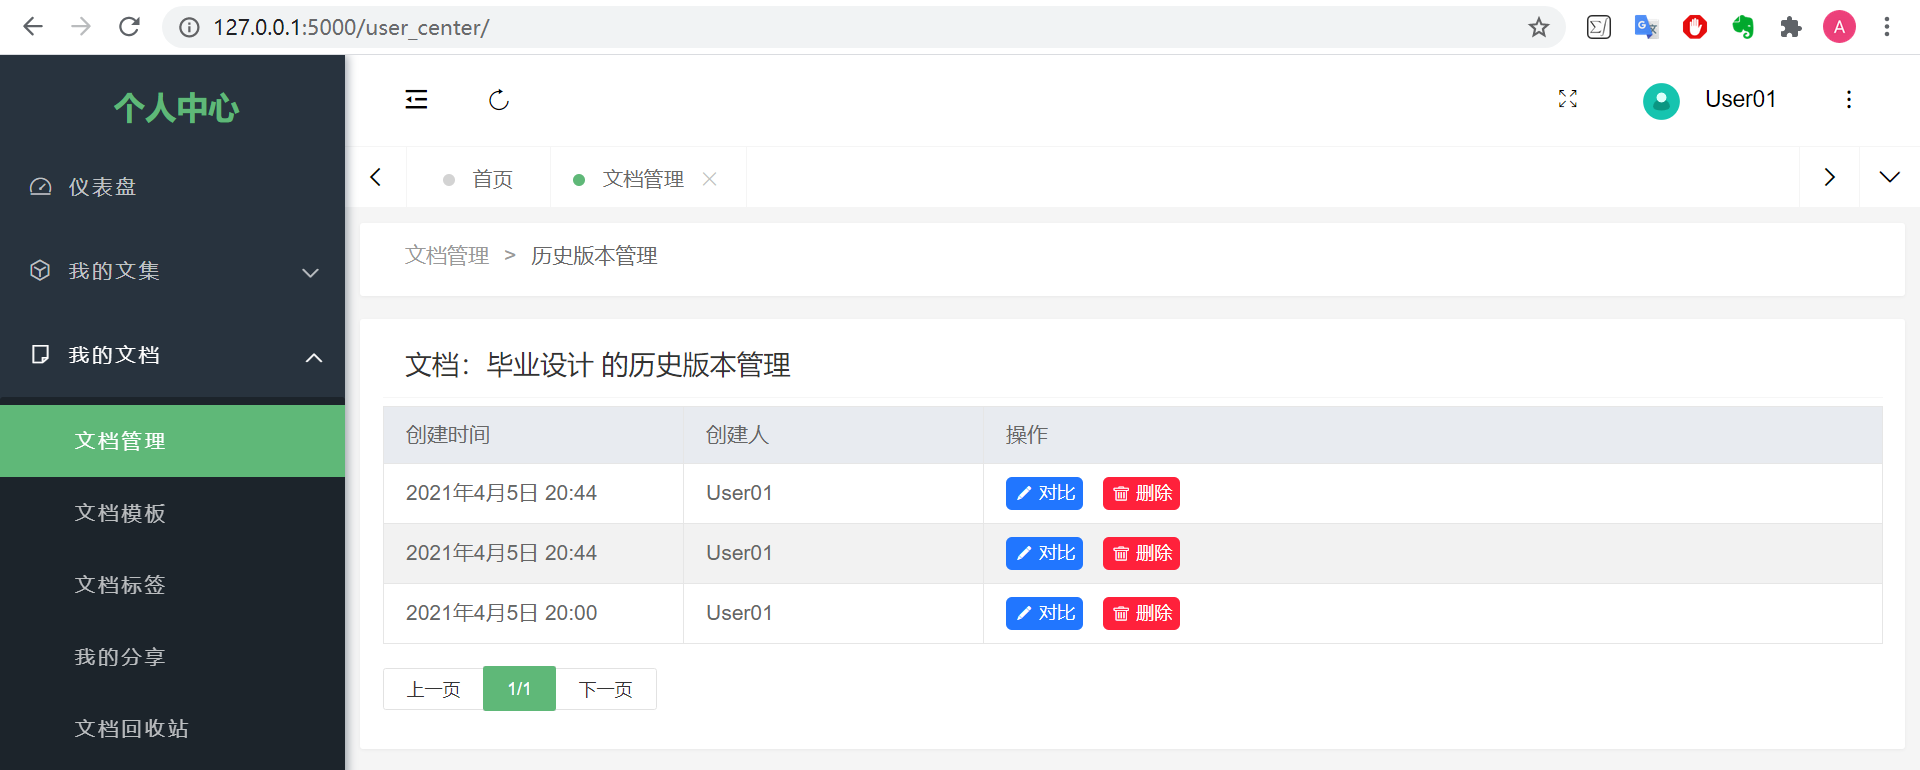 127.0.0.1:5000/user_center/
A
个人中心
User01
首页
文档管理
仪表盘
我的文集
我的文档
文档管理
文档模板
文档标签
我的分享
文档回收站
文档管理 > 历史版本管理
文档：毕业设计 的历史版本管理
创建时间 创建人 操作
2021年4月5日 20:44 User01 对比 删除
2021年4月5日 20:44 User01 对比 删除
2021年4月5日 20:00 User01 对比 删除
上一页 1/1 下一页